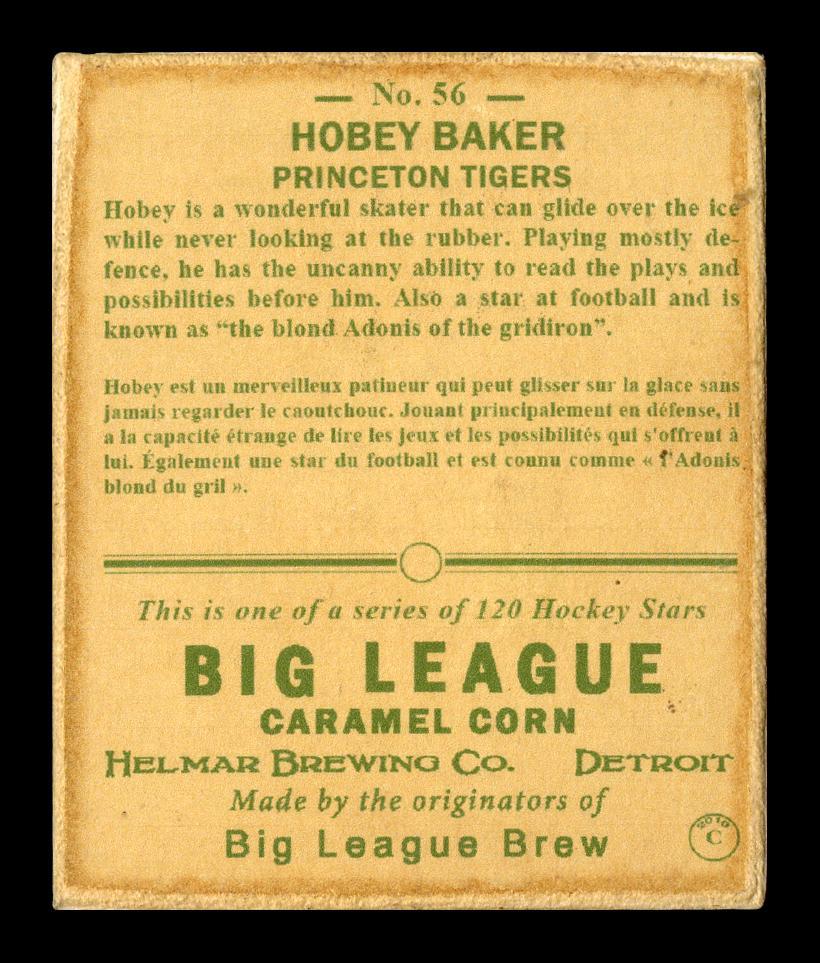 — No. 56 —
HOBEY BAKER
PRINCETON TIGERS
Hobey is a wonderful skater that can glide over the ice
while never looking at the rubber. Playing mostly de-
fence, he has the uncanny ability to read the plays and
possibilities before him. Also a star at football and is
known as “the blond Adonis of the gridiron”.
Hobey est un merveilleux patineur qui peut glisser sur la glace sans
jamais regarder le caoutchouc. Jouant principalement en défense, il
a la capacité étrange de lire les jeux et les possibilités qui s'offrent à
lui. Également une star du football et est connu comme « l'Adonis
blond du gril ».
This is one of a series of 120 Hockey Stars
BIG LEAGUE
CARAMEL CORN
HELMAR BREWING CO. DETROIT
Made by the originators of
Big League Brew
2010
C